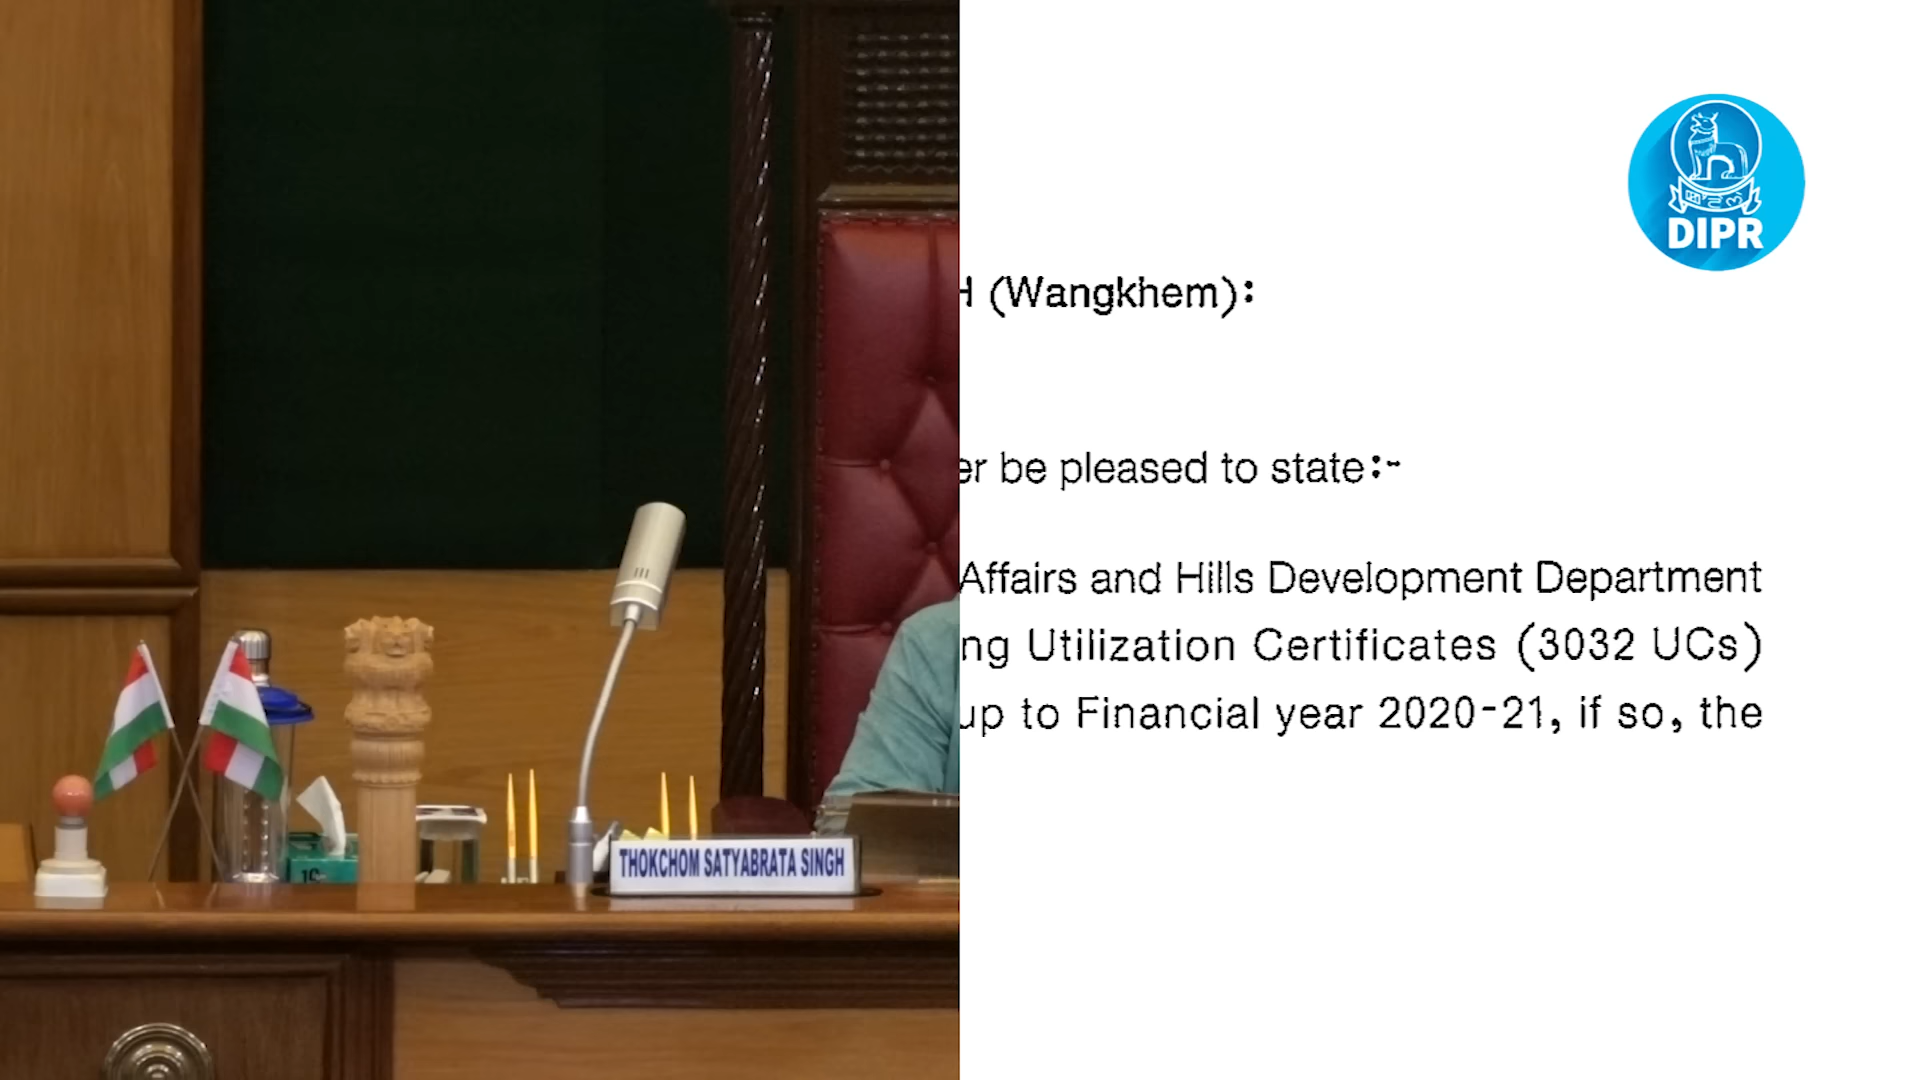 DIPR
H (Wangkhem):
er be pleased to state:-
Affairs and Hills Development Department
ng Utilization Certificates (3032 UCs)
up to Financial year 2020-21, if so, the
THOKCHOM SATYABRATA SINGH